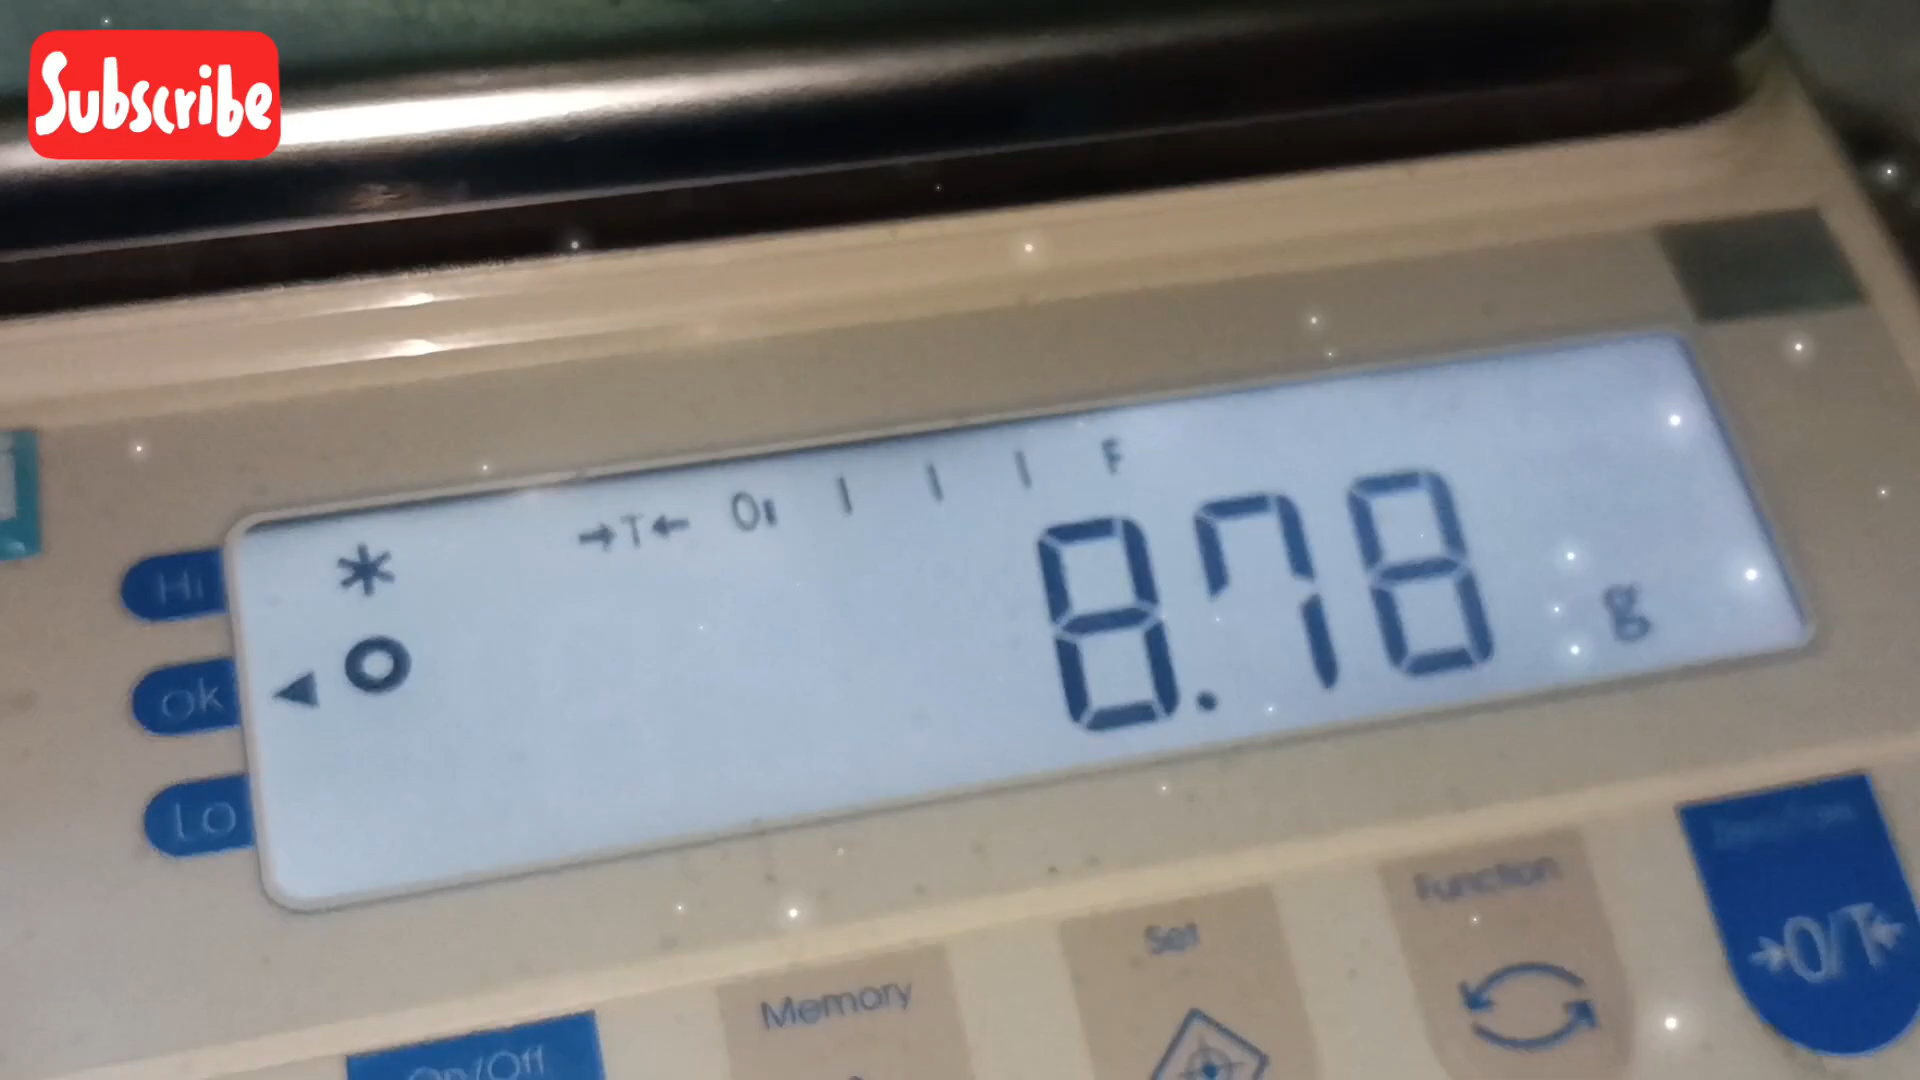 Subscribe
→T← 0 F
* 8.78 g
Hi
ok
Lo
Function
→0/T←
Set
Memory
On/Off